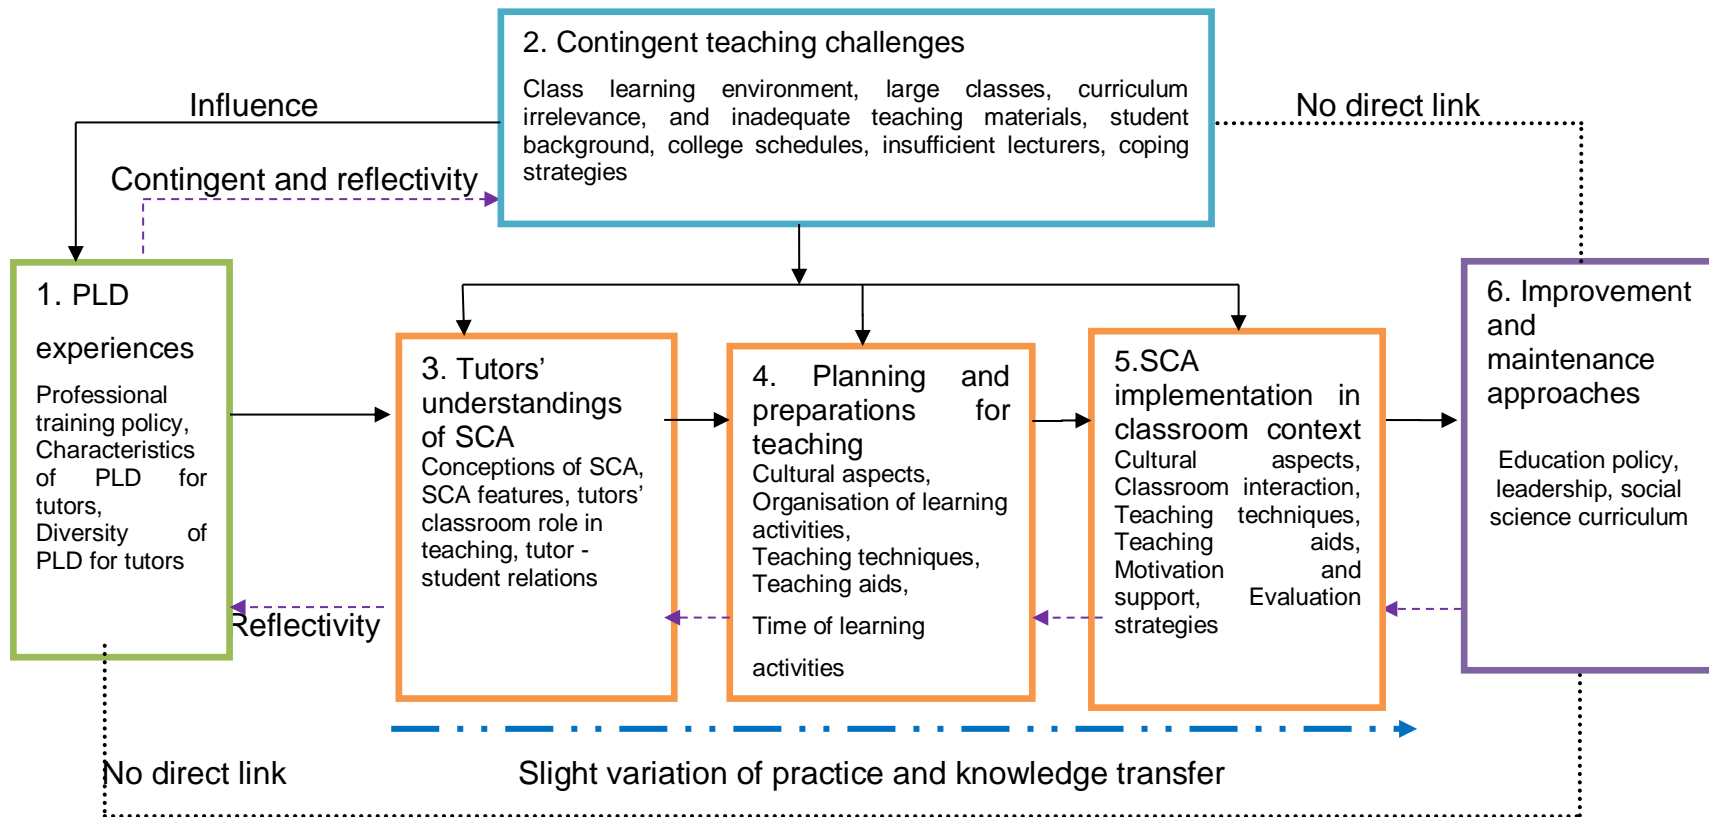 2. Contingent teaching challenges
Class learning environment, large classes, curriculum
irrelevance, and inadequate teaching materials, student
background, college schedules, insufficient lecturers, coping
strategies
Influence
No direct link
Contingent and reflectivity
1. PLD
experiences
Professional
training policy,
Characteristics
of PLD for
tutors,
Diversity of
PLD for tutors
3. Tutors’
understandings
of SCA
Conceptions of SCA,
SCA features, tutors’
classroom role in
teaching, tutor -
student relations
4. Planning and
preparations for
teaching
Cultural aspects,
Organisation of learning
activities,
Teaching techniques,
Teaching aids,
Time of learning
activities
5.SCA
implementation in
classroom context
Cultural aspects,
Classroom interaction,
Teaching techniques,
Teaching aids,
Motivation and
support, Evaluation
strategies
6. Improvement
and
maintenance
approaches
Education policy,
leadership, social
science curriculum
Reflectivity
No direct link
Slight variation of practice and knowledge transfer